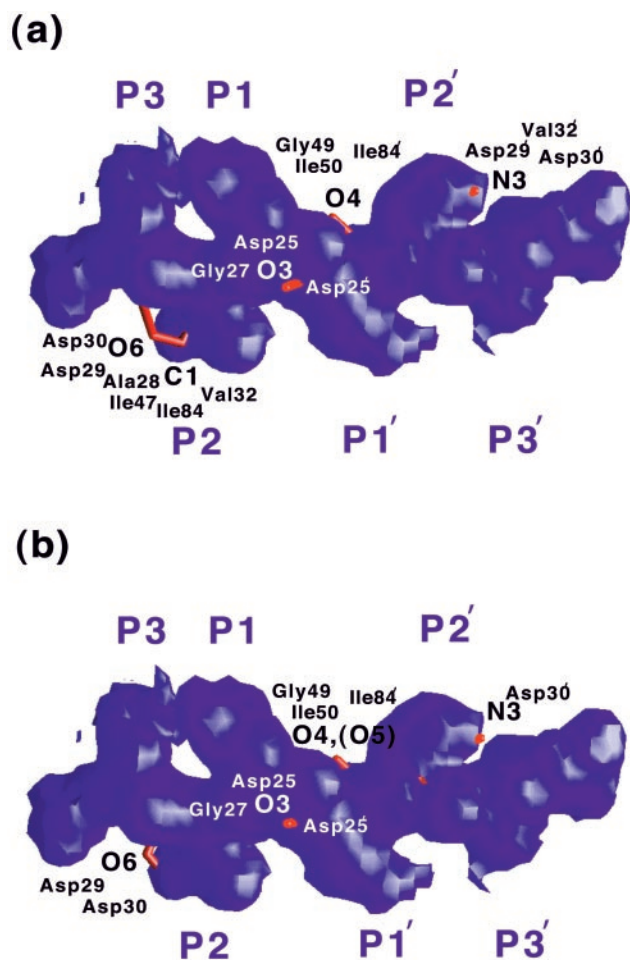 (a)
P3 P1 P2′
Gly49 Ile84′ Val32′
Ile50 Asp29′ Asp30′
O4 N3
Asp25
Gly27 O3 Asp25′
Asp30 O6
Asp29 Ala28 C1 Val32
Ile47 Ile84
P2 P1′ P3′
(b)
P3 P1 P2′
Gly49 Ile84′ Asp30′
Ile50 N3
O4,(O5)
Asp25
Gly27 O3 Asp25′
O6
Asp29
Asp30
P2 P1′ P3′